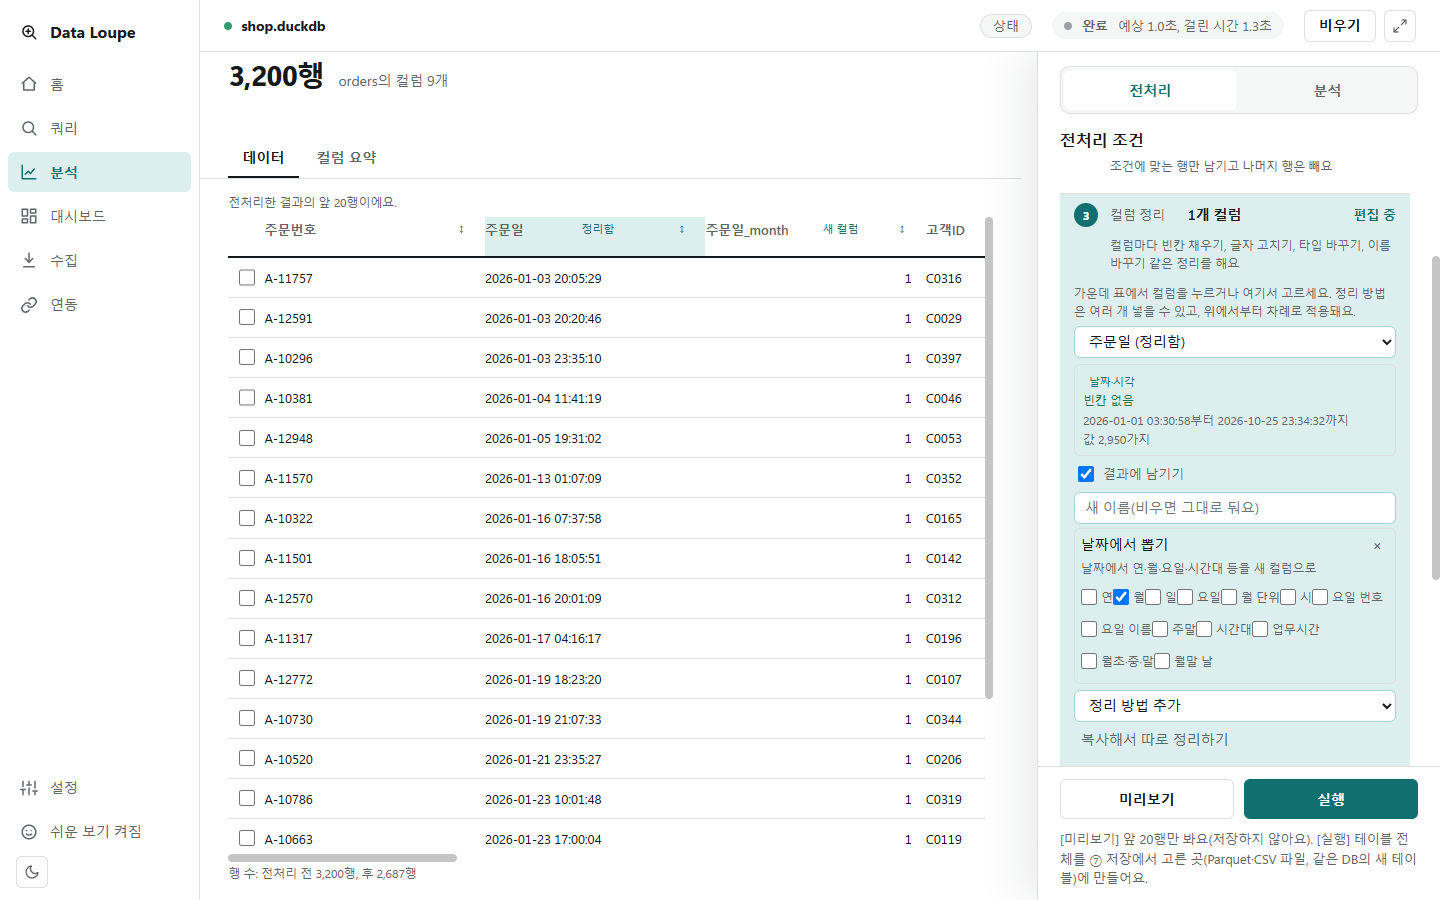 Data Loupe
홈
쿼리
분석
대시보드
수집
연동
설정
쉬운 보기 켜짐
shop.duckdb
상태
완료 예상 1.0초, 걸린 시간 1.3초
비우기
3,200행 orders의 컬럼 9개
데이터 컬럼 요약
전처리한 결과의 앞 20행이에요.
주문번호 ↕ 주문일 정리함 ↕ 주문일_month 새 컬럼 ↕ 고객ID
A-11757 2026-01-03 20:05:29 1 C0316
A-12591 2026-01-03 20:20:46 1 C0029
A-10296 2026-01-03 23:35:10 1 C0397
A-10381 2026-01-04 11:41:19 1 C0046
A-12948 2026-01-05 19:31:02 1 C0053
A-11570 2026-01-13 01:07:09 1 C0352
A-10322 2026-01-16 07:37:58 1 C0165
A-11501 2026-01-16 18:05:51 1 C0142
A-12570 2026-01-16 20:01:09 1 C0312
A-11317 2026-01-17 04:16:17 1 C0196
A-12772 2026-01-19 18:23:20 1 C0107
A-10730 2026-01-19 21:07:33 1 C0344
A-10520 2026-01-21 23:35:27 1 C0206
A-10786 2026-01-23 10:01:48 1 C0319
A-10663 2026-01-23 17:00:04 1 C0119
행 수: 전처리 전 3,200행, 후 2,687행
전처리 분석
전처리 조건
조건에 맞는 행만 남기고 나머지 행은 빼요
3 컬럼 정리 1개 컬럼 편집 중
컬럼마다 빈칸 채우기, 글자 고치기, 타입 바꾸기, 이름
바꾸기 같은 정리를 해요
가운데 표에서 컬럼을 누르거나 여기서 고르세요. 정리 방법
은 여러 개 넣을 수 있고, 위에서부터 차례로 적용돼요.
주문일 (정리함)
날짜·시각
빈칸 없음
2026-01-01 03:30:58부터 2026-10-25 23:34:32까지
값 2,950가지
결과에 남기기
새 이름(비우면 그대로 둬요)
날짜에서 뽑기 ×
날짜에서 연·월·요일·시간대 등을 새 컬럼으로
연 월 일 요일 월 단위 시 요일 번호
요일 이름 주말 시간대 업무시간
월초·중·말 월말 날
정리 방법 추가
복사해서 따로 정리하기
미리보기 실행
[미리보기] 앞 20행만 봐요(저장하지 않아요). [실행] 테이블 전
체를 ⑦ 저장에서 고른 곳(Parquet·CSV 파일, 같은 DB의 새 테이
블)에 만들어요.